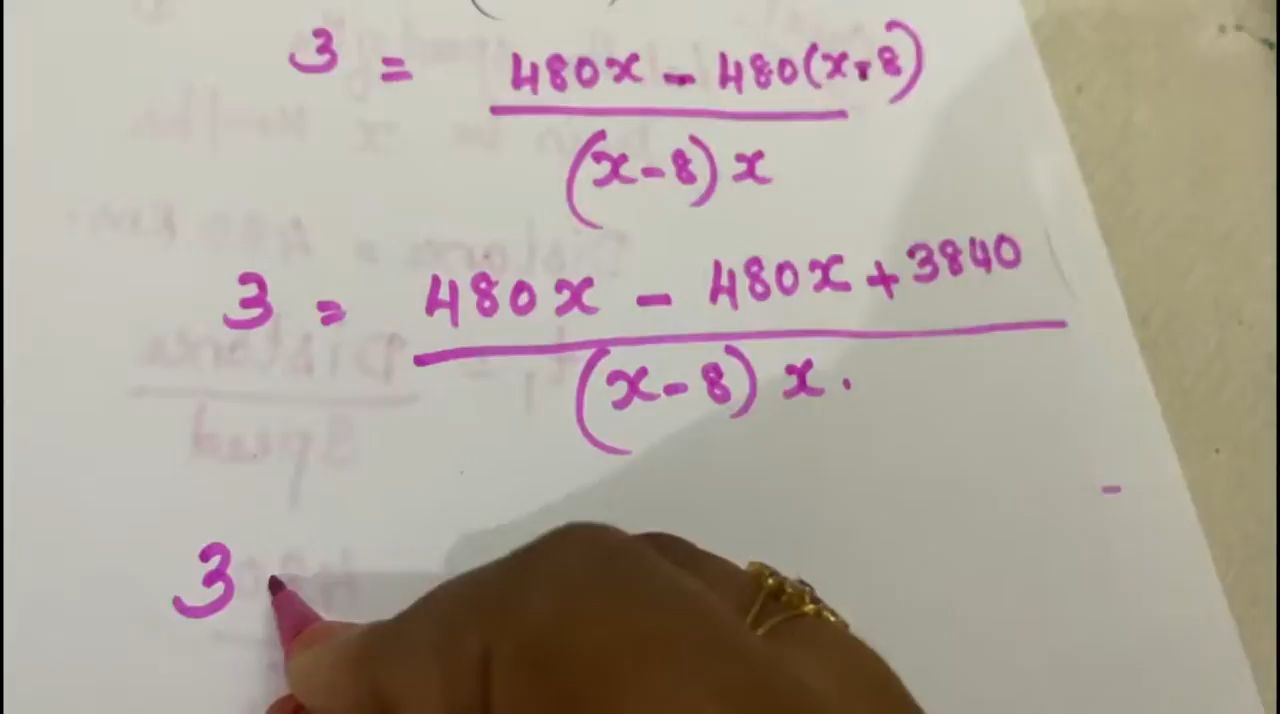 3 = 480x - 480(x-8)
(x-8) x
3 = 480x - 480x + 3840
(x-8) x.
3